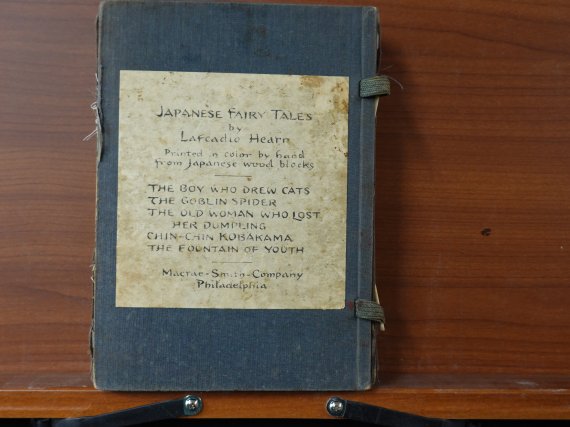 JAPANESE FAIRY TALES
by
Lafcadio Hearn
Printed in color by hand
from Japanese wood blocks
THE BOY WHO DREW CATS
THE GOBLIN SPIDER
THE OLD WOMAN WHO LOST
HER DUMPLING
CHIN-CHIN KOBAKAMA
THE FOUNTAIN OF YOUTH
Macrae-Smith-Company
Philadelphia